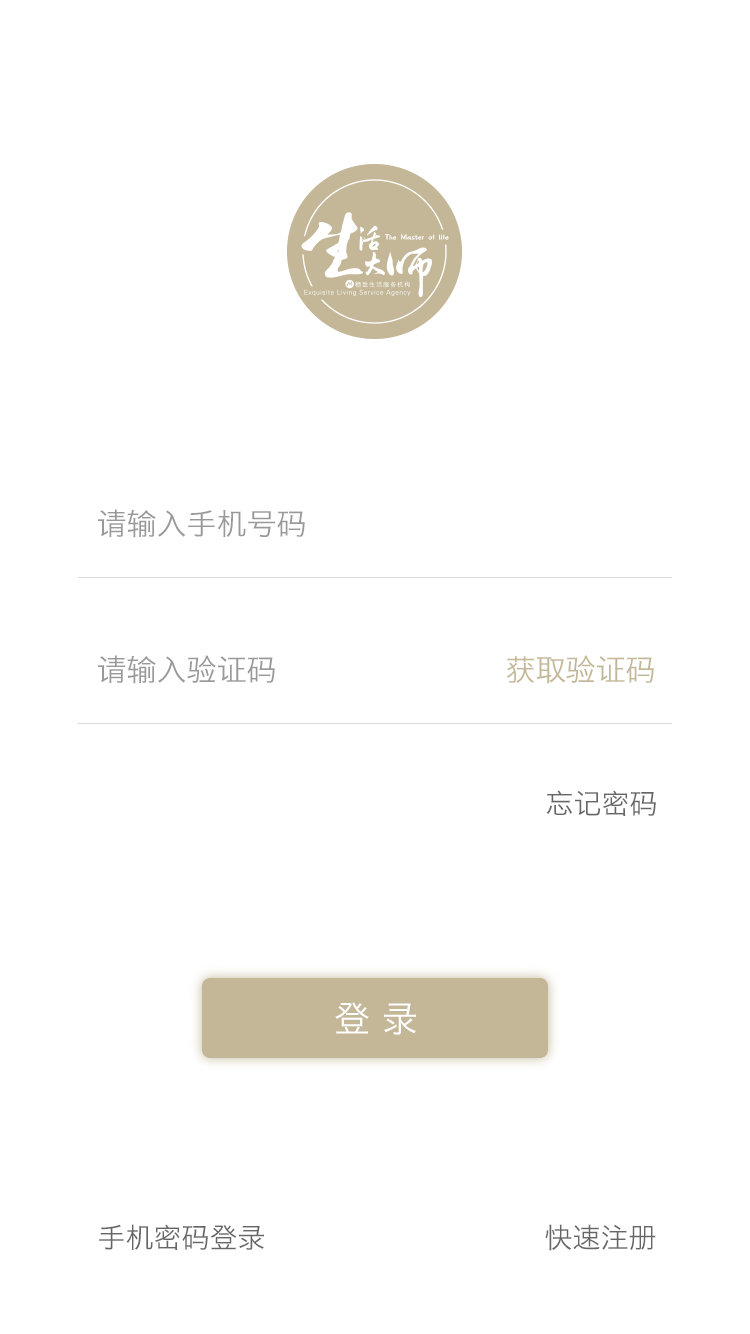 生活大师
The Master of life
精致生活服务机构
Exquisite Living Service Agency
请输入手机号码
请输入验证码 获取验证码
忘记密码
登录
手机密码登录 快速注册